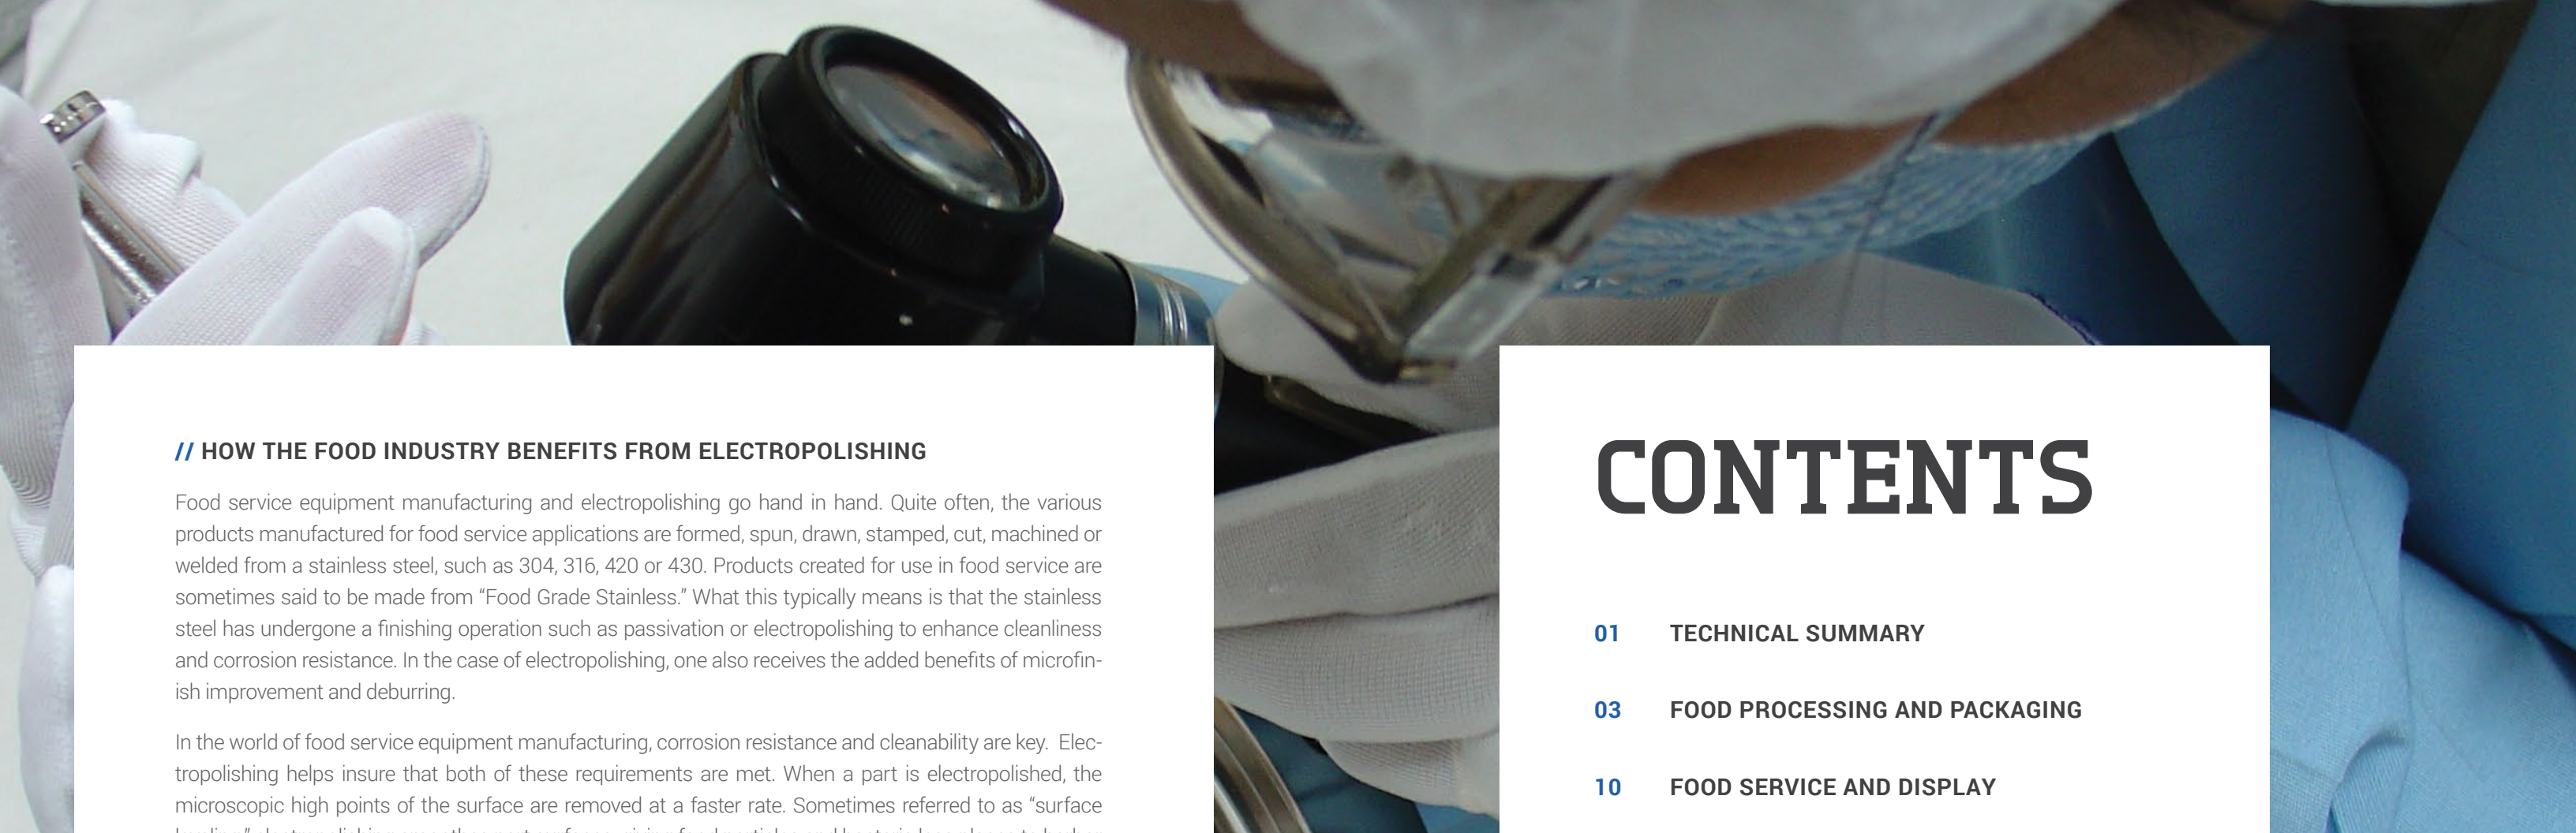 // HOW THE FOOD INDUSTRY BENEFITS FROM ELECTROPOLISHING
Food service equipment manufacturing and electropolishing go hand in hand. Quite often, the various
products manufactured for food service applications are formed, spun, drawn, stamped, cut, machined or
welded from a stainless steel, such as 304, 316, 420 or 430. Products created for use in food service are
sometimes said to be made from “Food Grade Stainless.” What this typically means is that the stainless
steel has undergone a finishing operation such as passivation or electropolishing to enhance cleanliness
and corrosion resistance. In the case of electropolishing, one also receives the added benefits of microfin-
ish improvement and deburring.
In the world of food service equipment manufacturing, corrosion resistance and cleanability are key. Elec-
tropolishing helps insure that both of these requirements are met. When a part is electropolished, the
microscopic high points of the surface are removed at a faster rate. Sometimes referred to as “surface
CONTENTS
01 TECHNICAL SUMMARY
03 FOOD PROCESSING AND PACKAGING
10 FOOD SERVICE AND DISPLAY